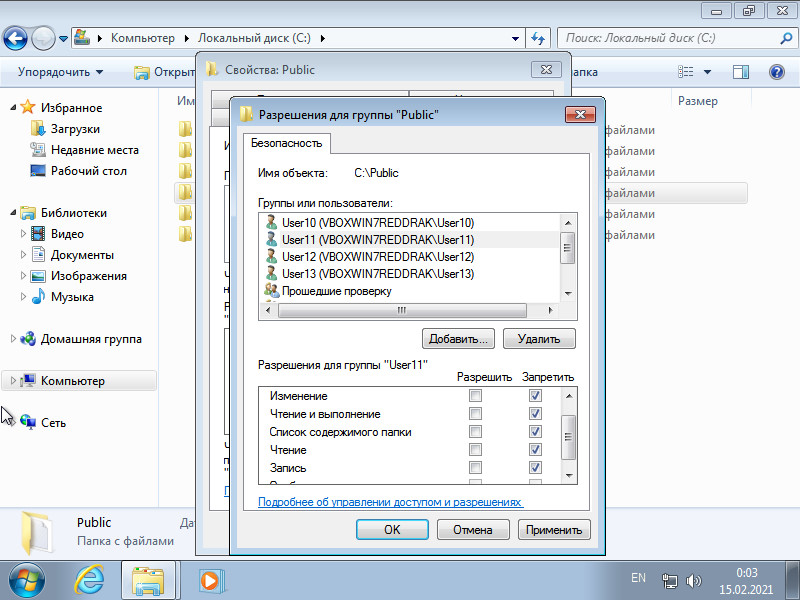 Компьютер
Локальный диск (C:)
Поиск: Локальный диск (C:)
Упорядочить
Открыт
апка
Свойства: Public
Им
Размер
Избранное
Загрузки
Недавние места
Рабочий стол
Библиотеки
Видео
Документы
Изображения
Музыка
Домашняя группа
Компьютер
Сеть
файлами
файлами
файлами
файлами
файлами
файлами
Разрешения для группы "Public"
Безопасность
Имя объекта: C:\Public
Группы или пользователи:
User10 (VBOXWIN7REDDRAK\User10)
User11 (VBOXWIN7REDDRAK\User11)
User12 (VBOXWIN7REDDRAK\User12)
User13 (VBOXWIN7REDDRAK\User13)
Прошедшие проверку
Добавить... Удалить
Разрешения для группы "User11"
Разрешить Запретить
Изменение
Чтение и выполнение
Список содержимого папки
Чтение
Запись
Подробнее об управлении доступом и разрешениях
OK Отмена Применить
Public Да
Папка с файлами
EN
0:03
15.02.2021